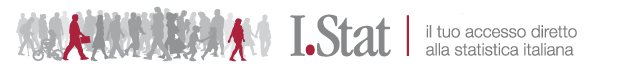 I.Stat
il tuo accesso diretto
alla statistica italiana